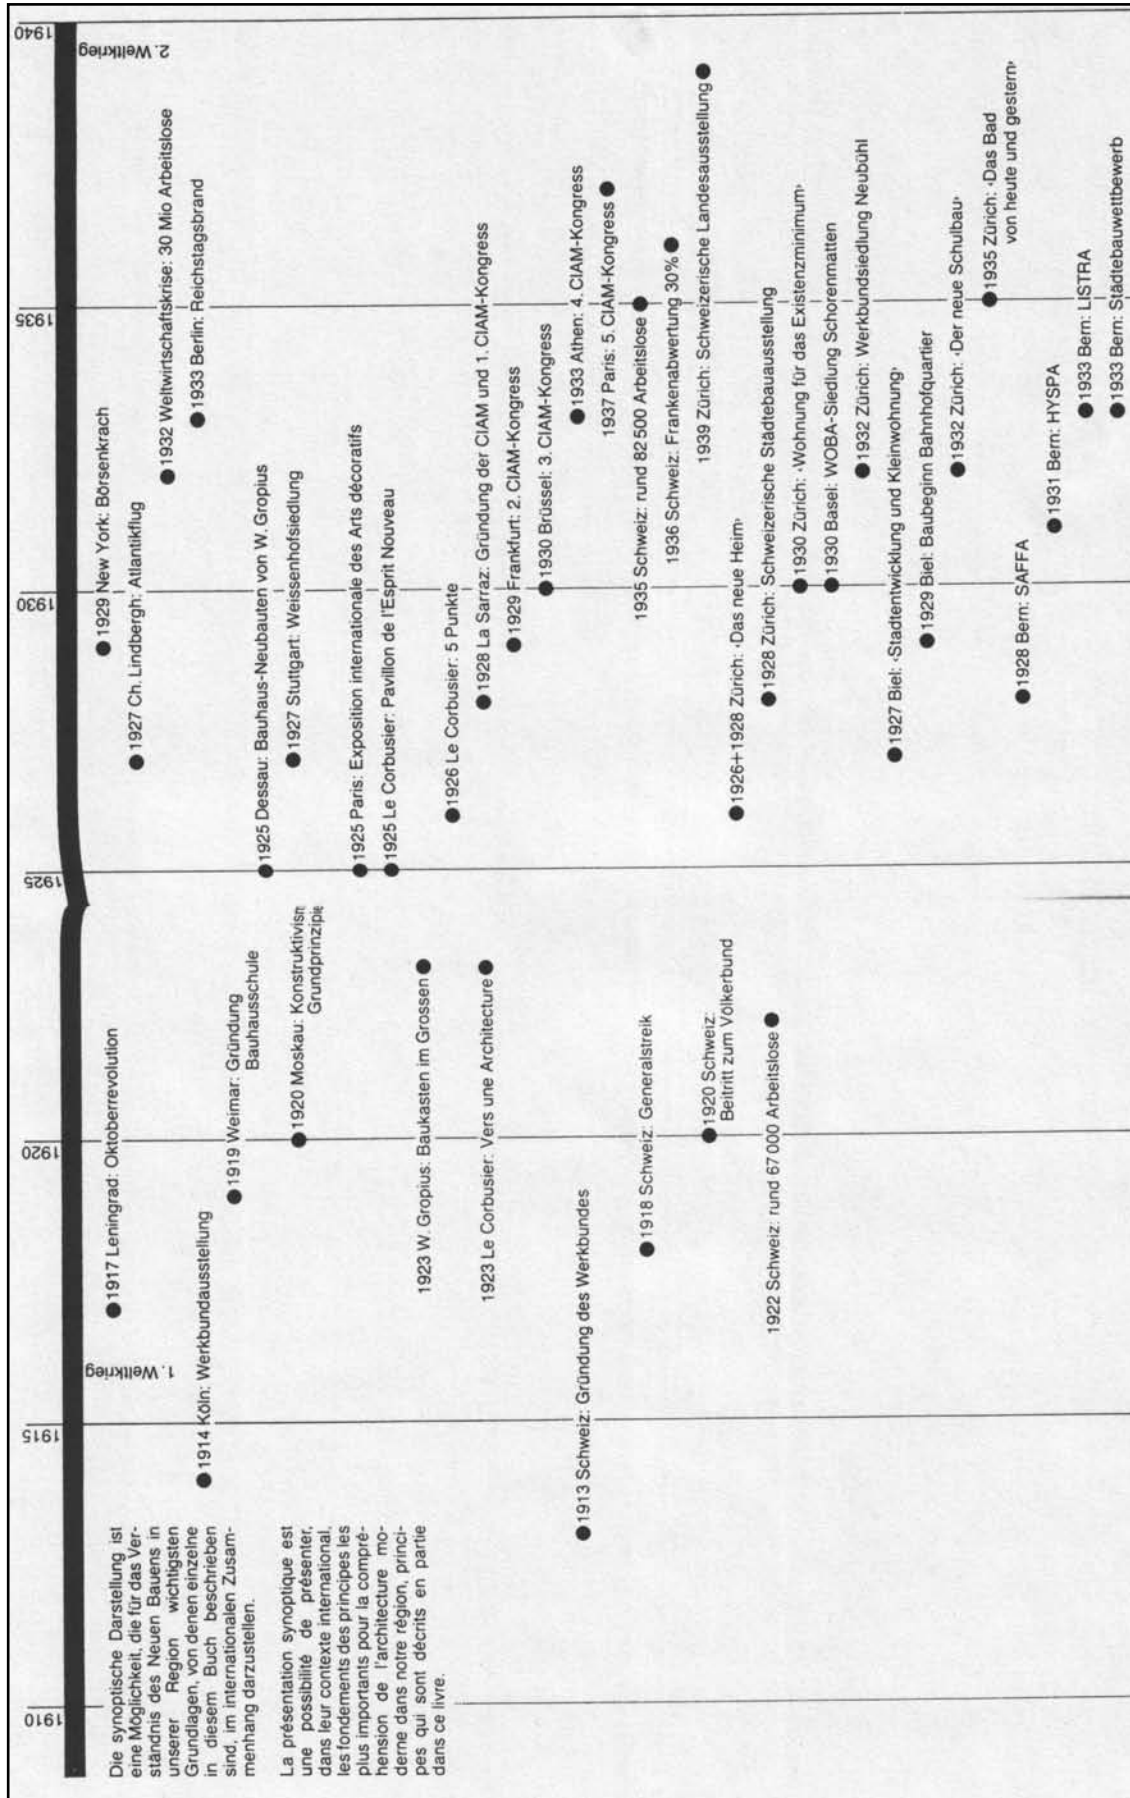 1910
1915
1920
1925
1930
1935
1940
1. Weltkrieg
2. Weltkrieg
Die synoptische Darstellung ist
eine Möglichkeit, die für das Ver-
ständnis des Neuen Bauens in
unserer Region wichtigsten
Grundlagen, von denen einzelne
in diesem Buch beschrieben
sind, im internationalen Zusam-
menhang darzustellen.
La présentation synoptique est
une possibilité de présenter,
dans leur contexte international,
les fondements des principes les
plus importants pour la compré-
hension de l'architecture mo-
derne dans notre région, princi-
pes qui sont décrits en partie
dans ce livre.
1929 New York: Börsenkrach
1917 Leningrad: Oktoberrevolution
1927 Ch. Lindbergh: Atlantikflug
1932 Weltwirtschaftskrise: 30 Mio Arbeitslose
1933 Berlin: Reichstagsbrand
1914 Köln: Werkbundausstellung
1919 Weimar: Gründung
Bauhausschule
1925 Dessau: Bauhaus-Neubauten von W. Gropius
1927 Stuttgart: Weissenhofsiedlung
1920 Moskau: Konstruktivism
Grundprinzipie
1925 Paris: Exposition internationale des Arts décoratifs
1925 Le Corbusier: Pavillon de l'Esprit Nouveau
1923 W. Gropius: Baukasten im Grossen
1926 Le Corbusier: 5 Punkte
1923 Le Corbusier: Vers une Architecture
1928 La Sarraz: Gründung der CIAM und 1. CIAM-Kongress
1929 Frankfurt: 2. CIAM-Kongress
1930 Brüssel: 3. CIAM-Kongress
1933 Athen: 4. CIAM-Kongress
1937 Paris: 5. CIAM-Kongress
1913 Schweiz: Gründung des Werkbundes
1935 Schweiz: rund 82500 Arbeitslose
1918 Schweiz: Generalstreik
1936 Schweiz: Frankenabwertung 30%
1939 Zürich: Schweizerische Landesausstellung
1920 Schweiz:
Beitritt zum Völkerbund
1926+1928 Zürich: ‹Das neue Heim›
1922 Schweiz: rund 67000 Arbeitslose
1928 Zürich: Schweizerische Städtebauausstellung
1930 Zürich: ‹Wohnung für das Existenzminimum›
1930 Basel: WOBA-Siedlung Schorenmatten
1932 Zürich: Werkbundsiedlung Neubühl
1927 Biel: ‹Stadtentwicklung und Kleinwohnung›
1929 Biel: Baubeginn Bahnhofquartier
1932 Zürich: ‹Der neue Schulbau›
1935 Zürich: ‹Das Bad
von heute und gestern›
1928 Bern: SAFFA
1931 Bern: HYSPA
1933 Bern: LISTRA
1933 Bern: Städtebauwettbewerb